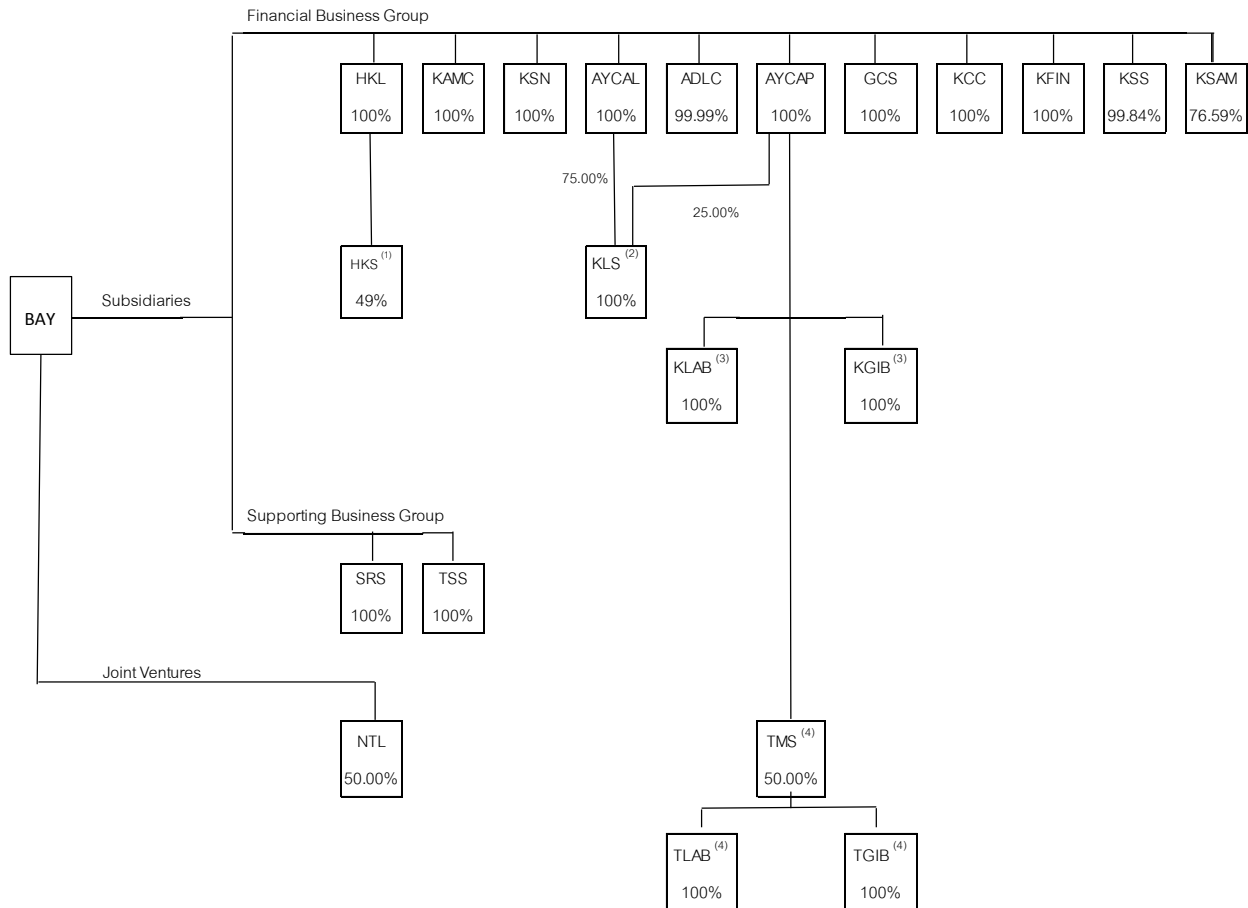 Financial Business Group
HKL
100%
KAMC
100%
KSN
100%
AYCAL
100%
ADLC
99.99%
AYCAP
100%
GCS
100%
KCC
100%
KFIN
100%
KSS
99.84%
KSAM
76.59%
75.00%
25.00%
HKS (1)
49%
KLS (2)
100%
BAY
Subsidiaries
KLAB (3)
100%
KGIB (3)
100%
Supporting Business Group
SRS
100%
TSS
100%
Joint Ventures
NTL
50.00%
TMS (4)
50.00%
TLAB (4)
100%
TGIB (4)
100%